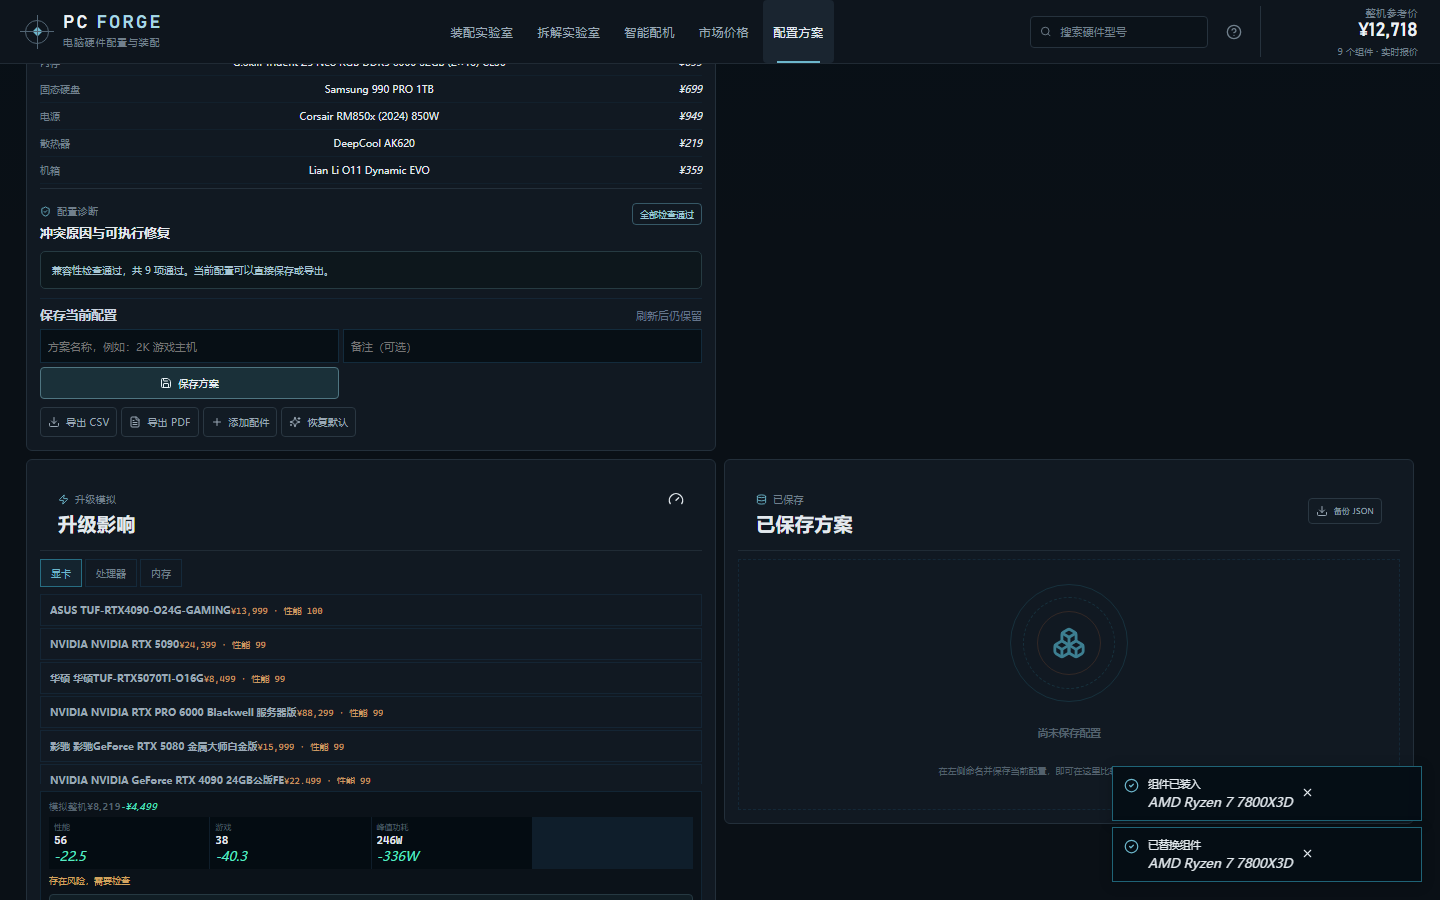 PC FORGE
电脑硬件配置与装配
装配实验室
拆解实验室
智能配机
市场价格
配置方案
搜索硬件型号
整机参考价
¥12,718
9 个组件 · 实时报价
固态硬盘 Samsung 990 PRO 1TB ¥699
电源 Corsair RM850x (2024) 850W ¥949
散热器 DeepCool AK620 ¥219
机箱 Lian Li O11 Dynamic EVO ¥359
配置诊断
冲突原因与可执行修复
全部检查通过
兼容性检查通过，共 9 项通过。当前配置可以直接保存或导出。
保存当前配置
刷新后仍保留
方案名称，例如：2K 游戏主机
备注（可选）
保存方案
导出 CSV
导出 PDF
添加配件
恢复默认
升级模拟
升级影响
显卡
处理器
内存
ASUS TUF-RTX4090-O24G-GAMING¥13,999 · 性能 100
NVIDIA NVIDIA RTX 5090¥24,399 · 性能 99
华硕 华硕TUF-RTX5070TI-O16G¥8,499 · 性能 99
NVIDIA NVIDIA RTX PRO 6000 Blackwell 服务器版¥88,299 · 性能 99
影驰 影驰GeForce RTX 5080 金属大师白金版¥15,999 · 性能 99
NVIDIA NVIDIA GeForce RTX 4090 24GB公版FE¥22,499 · 性能 99
模拟整机¥8,219-¥4,499
性能
56
-22.5
游戏
38
-40.3
峰值功耗
246W
-336W
存在风险，需要检查
已保存
已保存方案
备份 JSON
尚未保存配置
在左侧命名并保存当前配置，即可在这里比
组件已装入
AMD Ryzen 7 7800X3D
已替换组件
AMD Ryzen 7 7800X3D